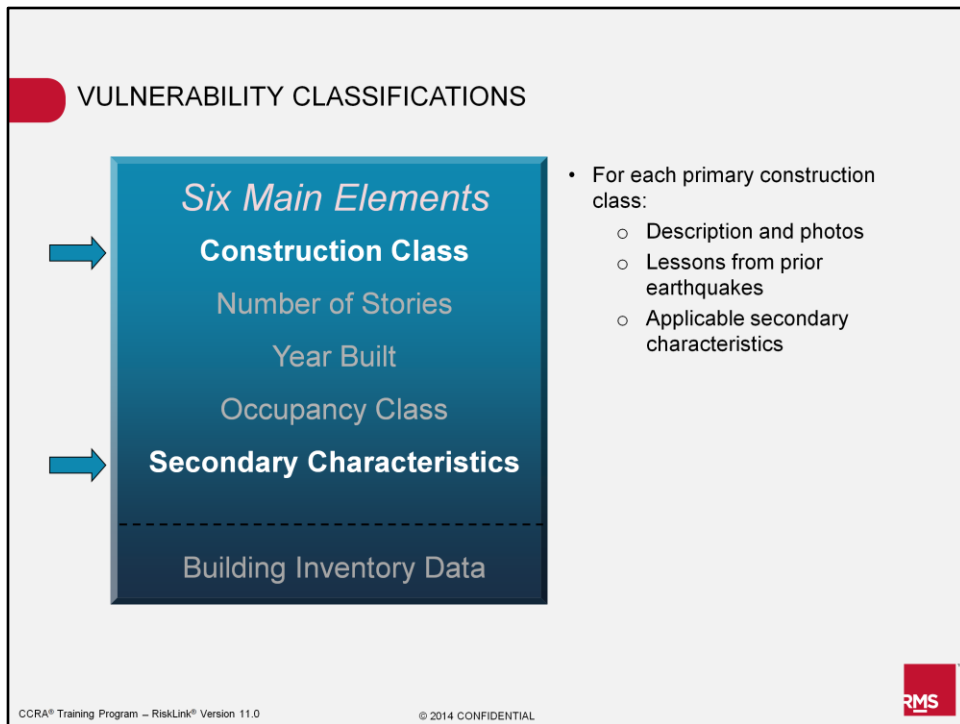 VULNERABILITY CLASSIFICATIONS
Six Main Elements
Construction Class
Number of Stories
Year Built
Occupancy Class
Secondary Characteristics
Building Inventory Data
• For each primary construction
class:
o Description and photos
o Lessons from prior
earthquakes
o Applicable secondary
characteristics
CCRA® Training Program – RiskLink® Version 11.0
© 2014 CONFIDENTIAL
RMS